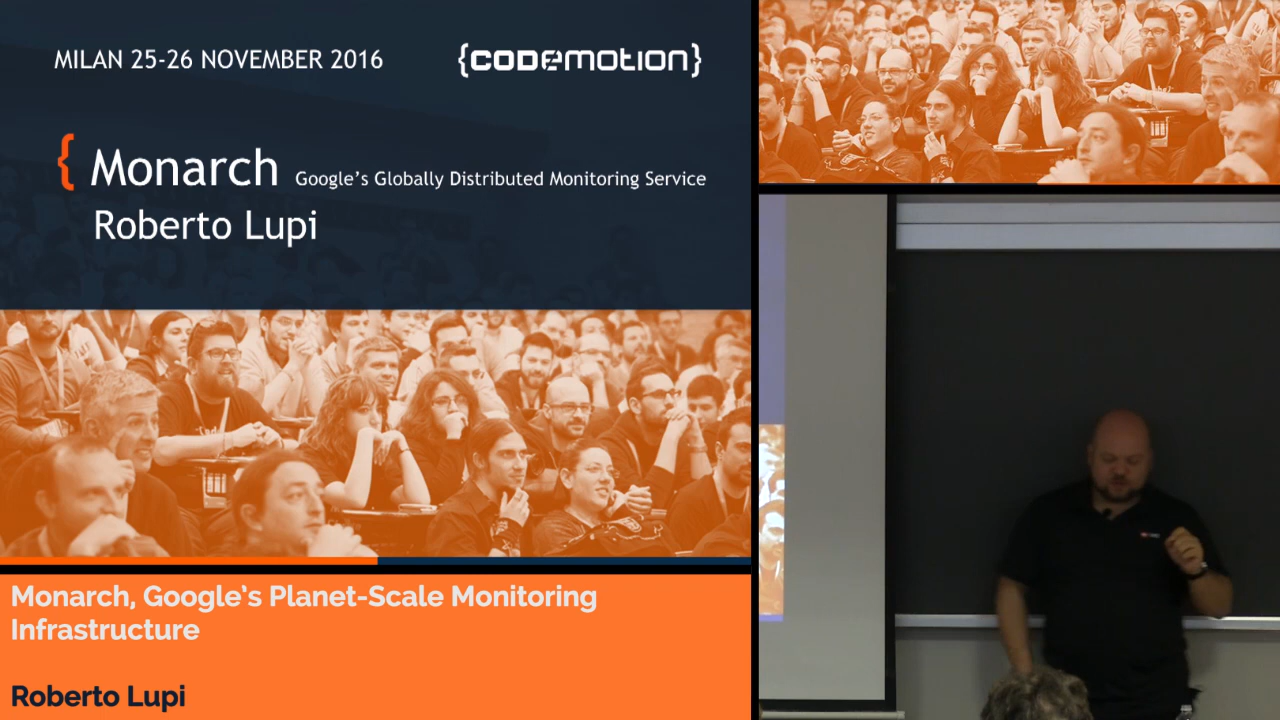 MILAN 25-26 NOVEMBER 2016
{CODEMOTION}
{ Monarch Google's Globally Distributed Monitoring Service
Roberto Lupi
Monarch, Google's Planet-Scale Monitoring
Infrastructure
Roberto Lupi